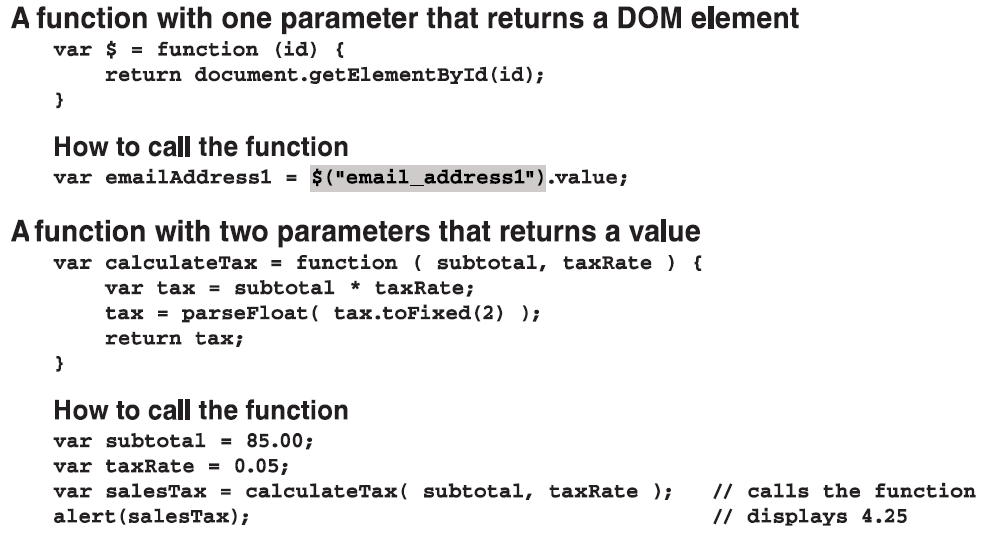 A function with one parameter that returns a DOM element
var $ = function (id) {
    return document.getElementById(id);
}
How to call the function
var emailAddress1 = $("email_address1").value;
A function with two parameters that returns a value
var calculateTax = function ( subtotal, taxRate ) {
    var tax = subtotal * taxRate;
    tax = parseFloat( tax.toFixed(2) );
    return tax;
}
How to call the function
var subtotal = 85.00;
var taxRate = 0.05;
var salesTax = calculateTax( subtotal, taxRate );   // calls the function
alert(salesTax);                                    // displays 4.25